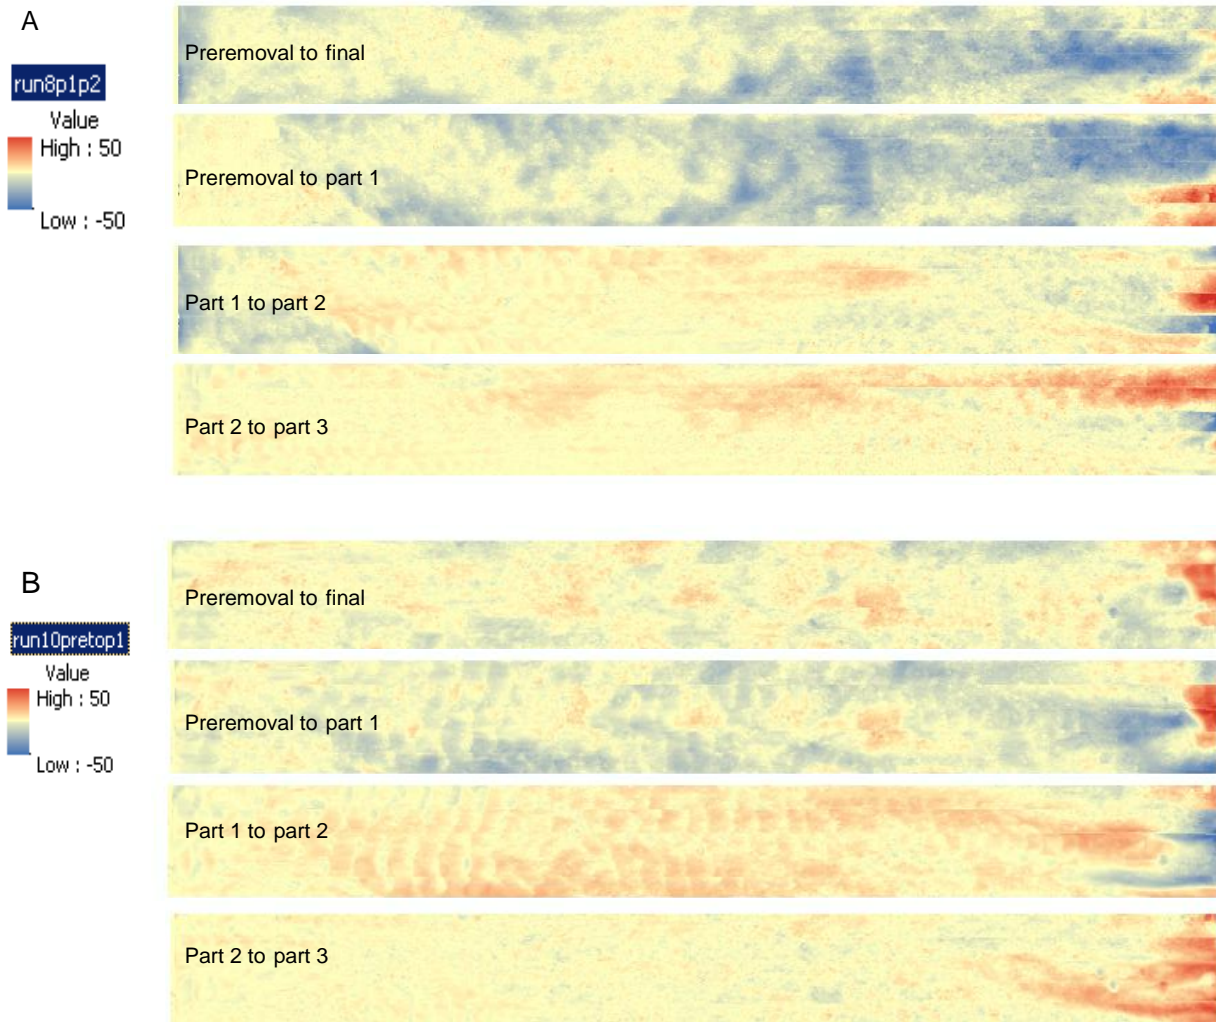 A
run8p1p2
Value
High : 50
Low : -50
Preremoval to final
Preremoval to part 1
Part 1 to part 2
Part 2 to part 3
B
run10pretop1
Value
High : 50
Low : -50
Preremoval to final
Preremoval to part 1
Part 1 to part 2
Part 2 to part 3